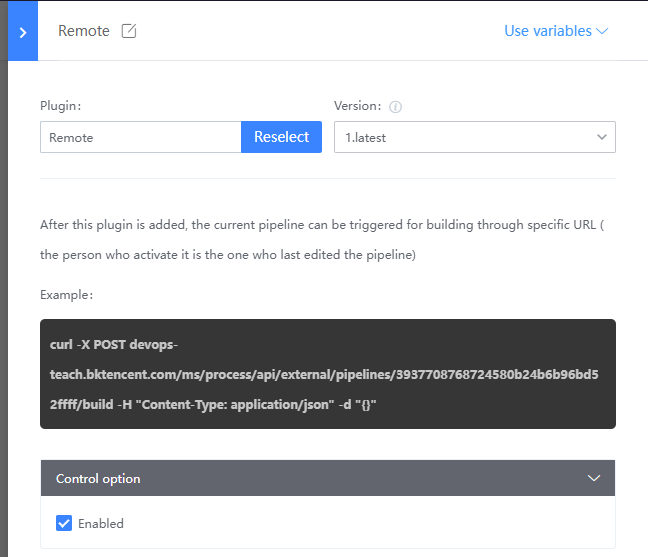 Remote
Use variables
Plugin:
Version:
Remote
Reselect
1.latest
After this plugin is added, the current pipeline can be triggered for building through specific URL (
the person who activate it is the one who last edited the pipeline)
Example:
curl -X POST devops-
teach.bktencent.com/ms/process/api/external/pipelines/3937708768724580b24b6b96bd5
2ffff/build -H "Content-Type: application/json" -d "{}"
Control option
Enabled